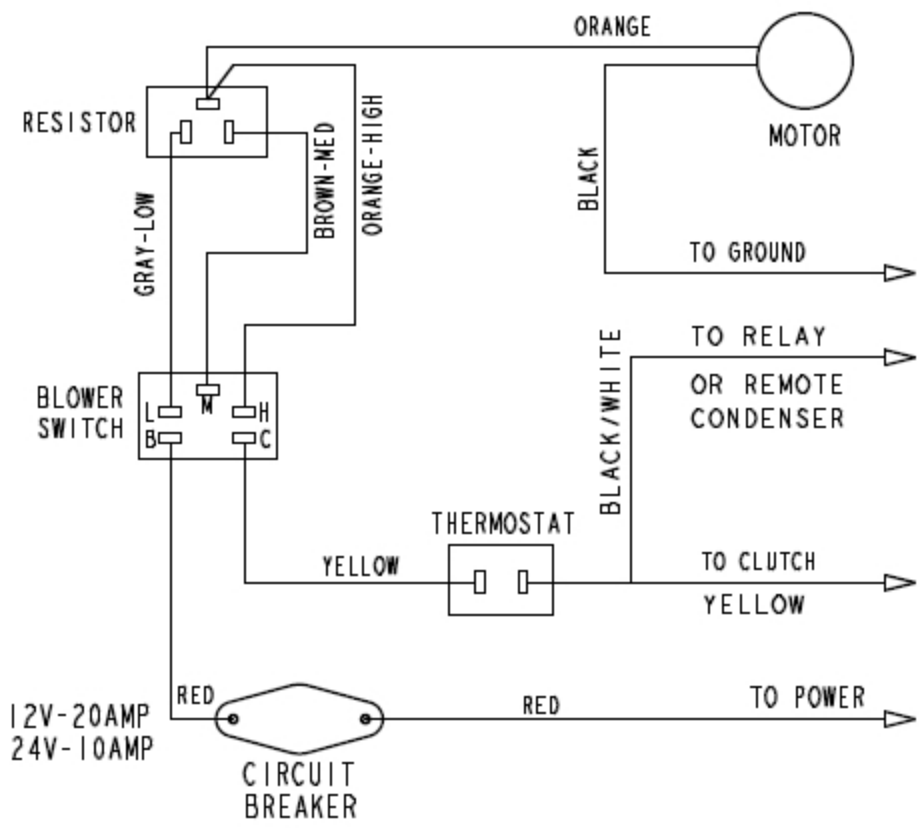 ORANGE
RESISTOR
MOTOR
GRAY-LOW
BROWN-MED
ORANGE-HIGH
BLACK
TO GROUND
BLACK/WHITE
TO RELAY
OR REMOTE
CONDENSER
BLOWER
SWITCH
L
M
H
B
C
THERMOSTAT
YELLOW
TO CLUTCH
YELLOW
RED
RED
TO POWER
12V-20AMP
24V-10AMP
CIRCUIT
BREAKER